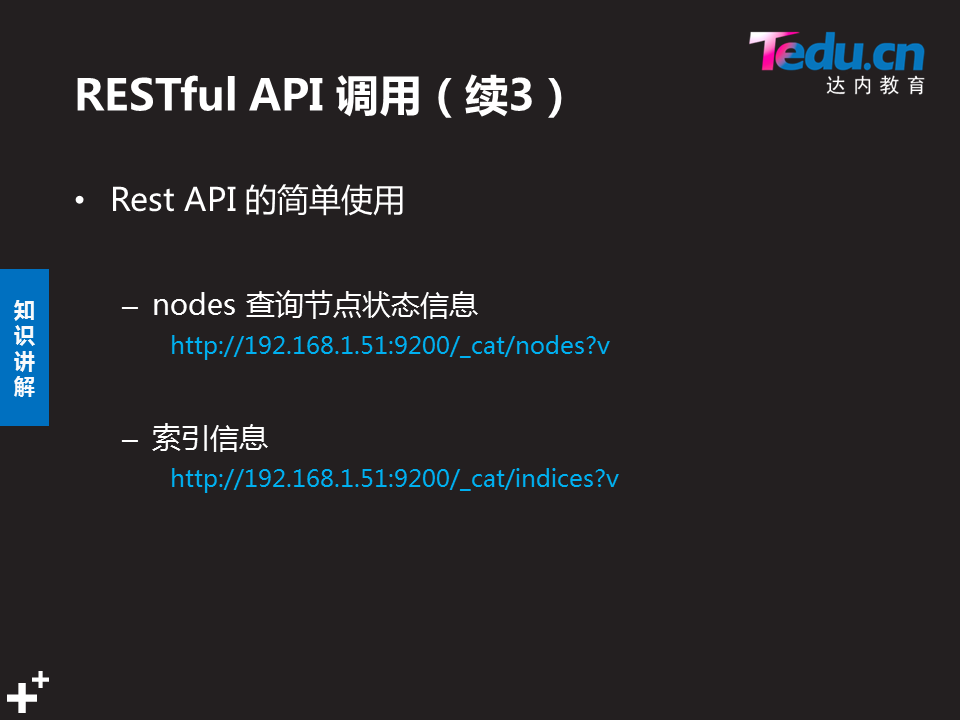 Tedu.cn
达内教育
RESTful API 调用（续3）
• Rest API 的简单使用
– nodes 查询节点状态信息
http://192.168.1.51:9200/_cat/nodes?v
知识讲解
– 索引信息
http://192.168.1.51:9200/_cat/indices?v